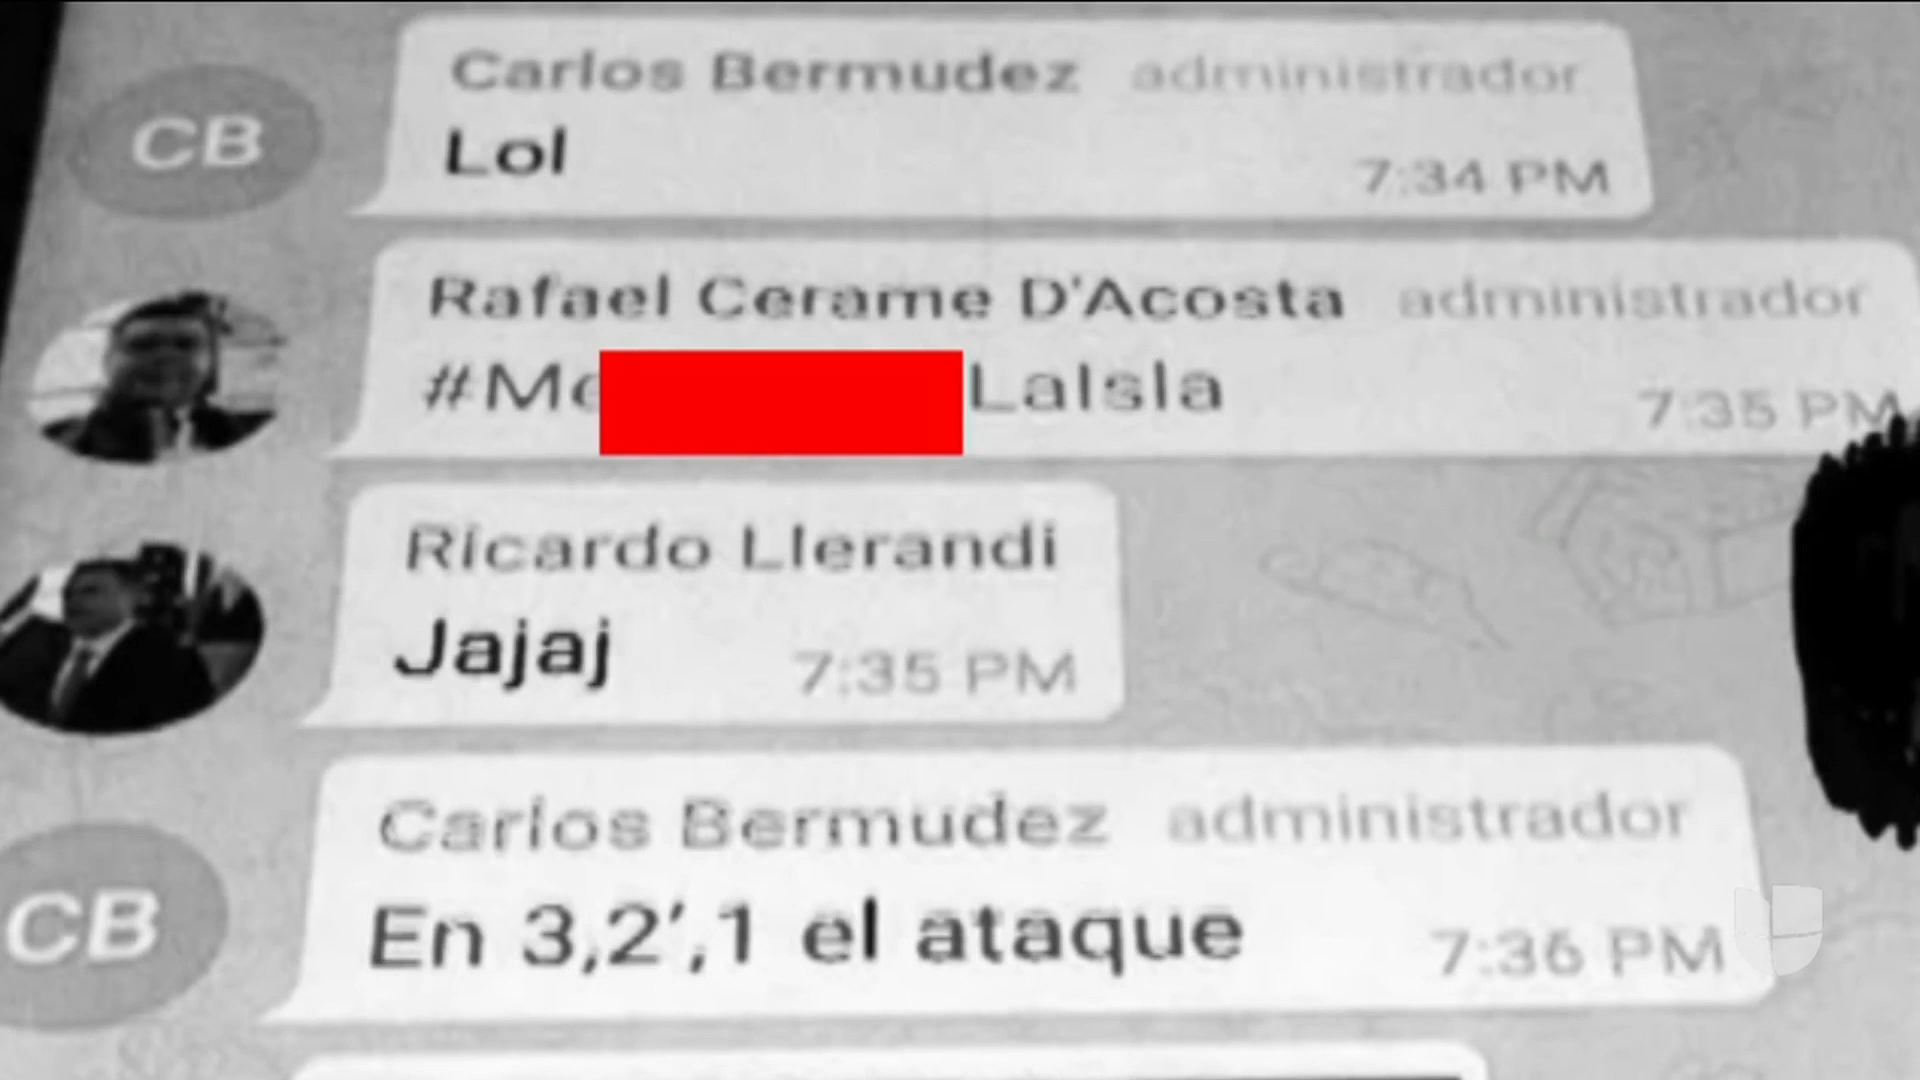 Carlos Bermudez administrador
CB
Lol
7:34 PM
Rafael Cerame D'Acosta administrador
#Me LaIsla
7:35 PM
Ricardo Llerandi
Jajaj
7:35 PM
Carlos Bermudez administrador
CB
En 3,2',1 el ataque
7:36 PM